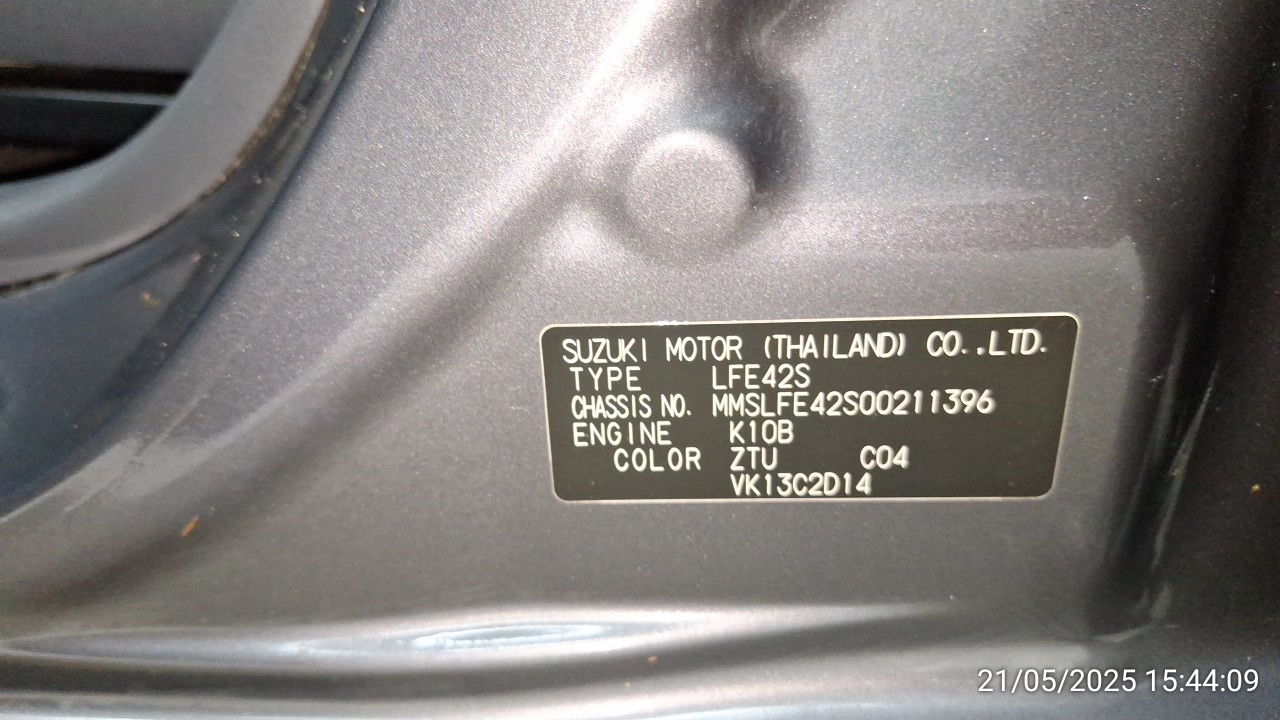 SUZUKI MOTOR (THAILAND) CO.,LTD.
TYPE LFE42S
CHASSIS NO. MMSLFE42S00211396
ENGINE K10B
COLOR ZTU C04
VK13C2D14
21/05/2025 15:44:09